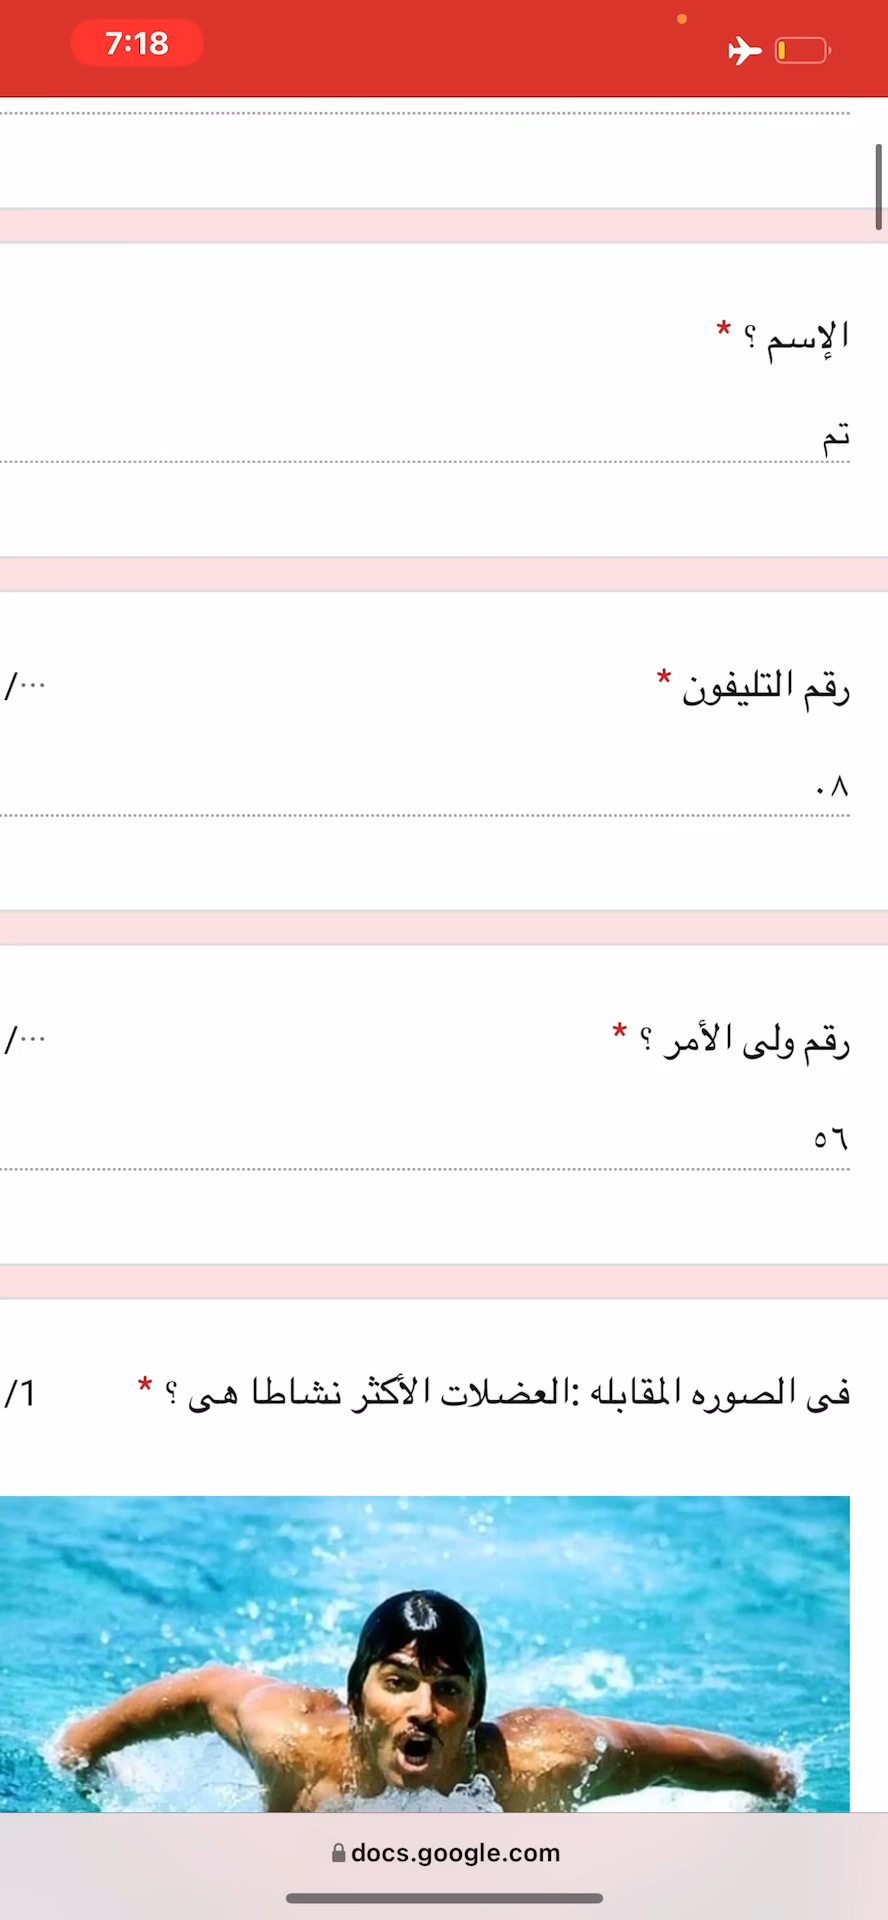 7:18
الإسم ؟ *
تم
رقم التليفون *
/...
٠٨
رقم ولى الأمر ؟ *
/...
٥٦
فى الصوره المقابله :العضلات الأكثر نشاطا هى ؟ *
/1
docs.google.com